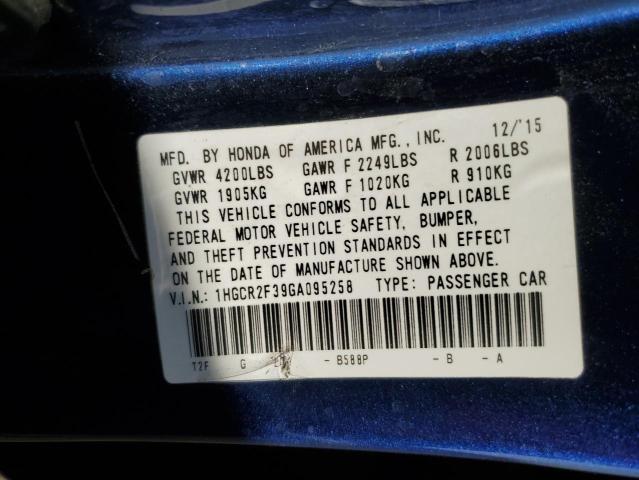 MFD. BY HONDA OF AMERICA MFG., INC. 12/'15
GVWR 4200LBS GAWR F 2249LBS R 2006LBS
GVWR 1905KG GAWR F 1020KG R 910KG
THIS VEHICLE CONFORMS TO ALL APPLICABLE
FEDERAL MOTOR VEHICLE SAFETY, BUMPER,
AND THEFT PREVENTION STANDARDS IN EFFECT
ON THE DATE OF MANUFACTURE SHOWN ABOVE.
V.I.N.: 1HGCR2F39GA095258 TYPE: PASSENGER CAR
T2F G - B588P - B - A